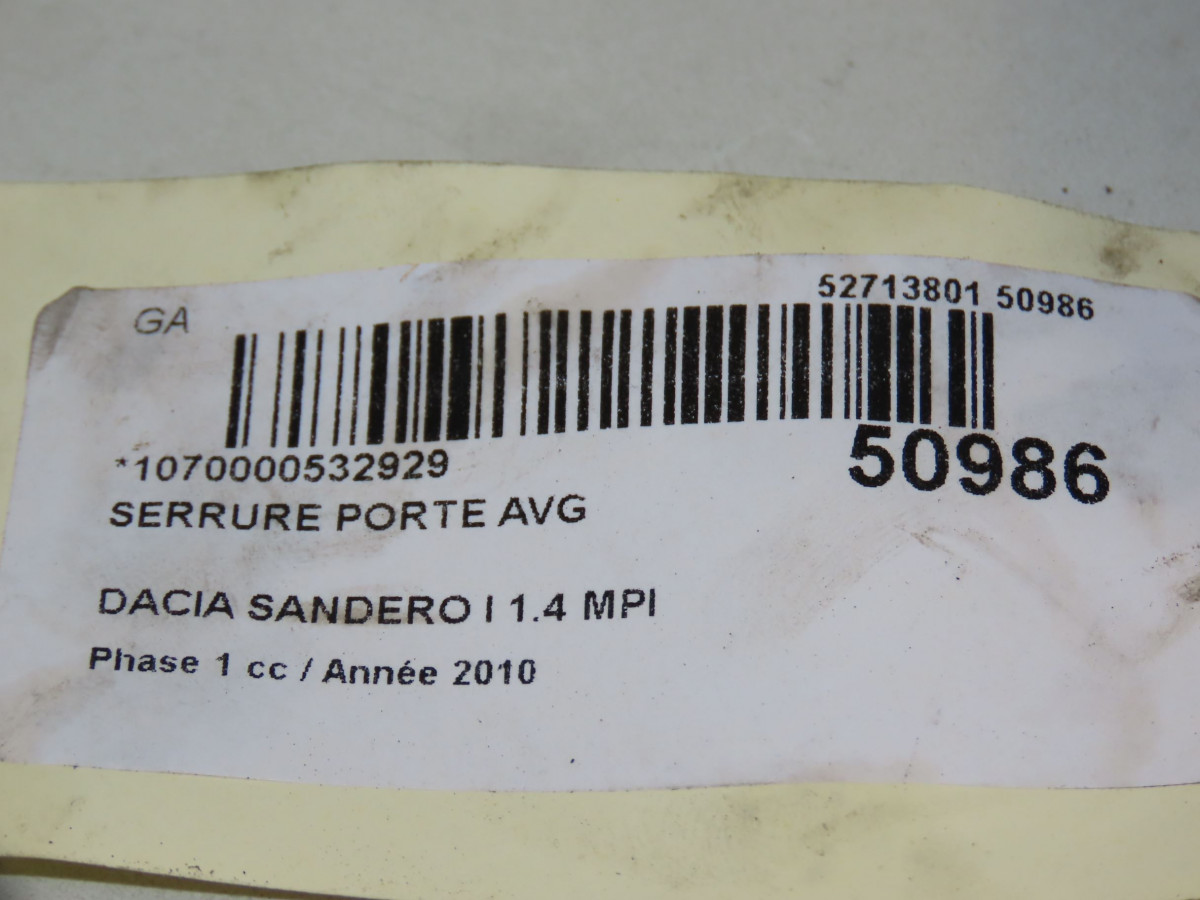 GA
52713801 50986
50986
*1070000532929
SERRURE PORTE AVG
DACIA SANDERO I 1.4 MPI
Phase 1 cc / Année 2010